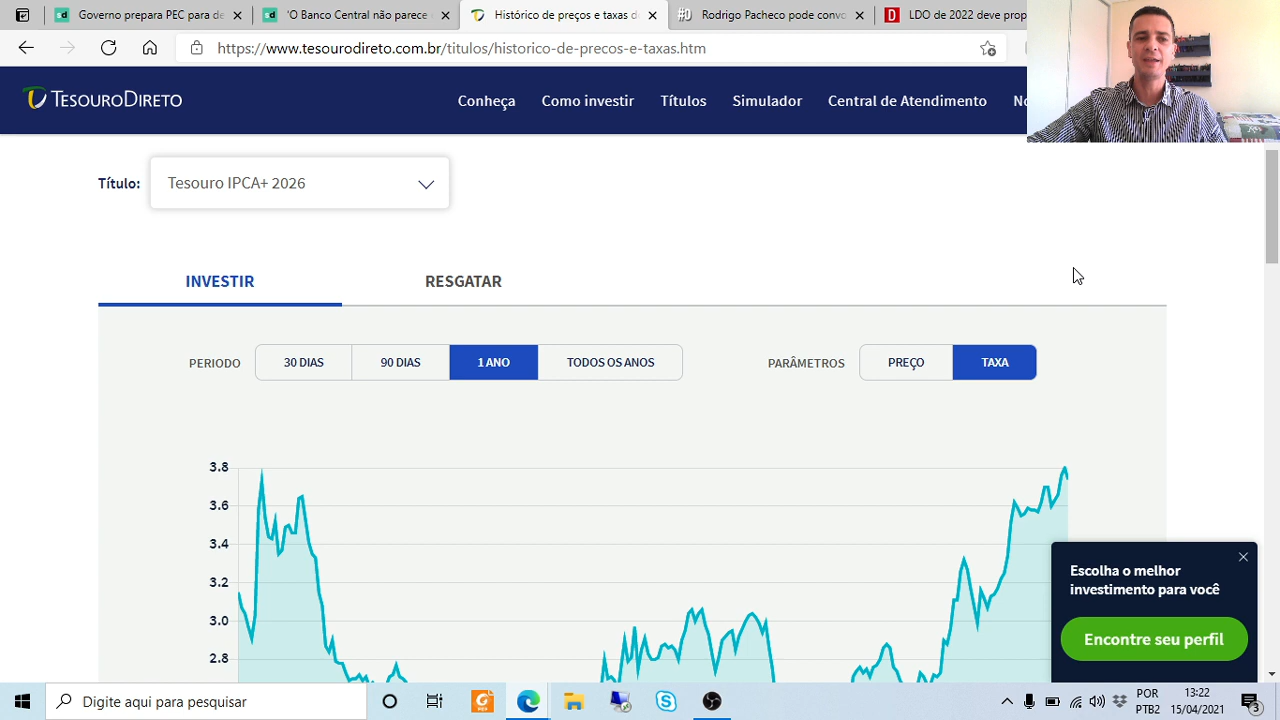 aprovado por PEC de
'O Banco Central não parece
Histórico de preços e taxas
Rodrigo Pacheco pode convo
LDO de 2022 deve prop
https://www.tesourodireto.com.br/titulos/historico-de-precos-e-taxas.htm
TESOURODIRETO
Conheça
Como investir
Títulos
Simulador
Central de Atendimento
Título:
Tesouro IPCA+ 2026
INVESTIR
RESGATAR
PERIODO
30 DIAS
90 DIAS
1 ANO
TODOS OS ANOS
PARÂMETROS
PREÇO
TAXA
3.8
3.6
3.4
3.2
3.0
2.8
Escolha o melhor
investimento para você
Encontre seu perfil
Digite aqui para pesquisar
POR
PTB2
13:22
15/04/2021
3